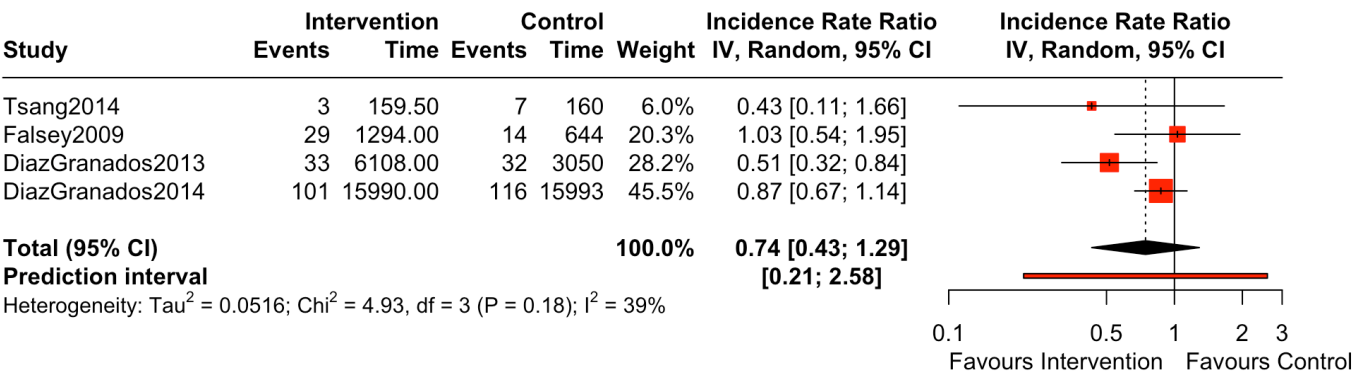 Intervention Control Incidence Rate Ratio Incidence Rate Ratio
Study Events Time Events Time Weight IV, Random, 95% CI IV, Random, 95% CI
Tsang2014 3 159.50 7 160 6.0% 0.43 [0.11; 1.66]
Falsey2009 29 1294.00 14 644 20.3% 1.03 [0.54; 1.95]
DiazGranados2013 33 6108.00 32 3050 28.2% 0.51 [0.32; 0.84]
DiazGranados2014 101 15990.00 116 15993 45.5% 0.87 [0.67; 1.14]
Total (95% CI) 100.0% 0.74 [0.43; 1.29]
Prediction interval [0.21; 2.58]
Heterogeneity: Tau² = 0.0516; Chi² = 4.93, df = 3 (P = 0.18); I² = 39%
0.1 0.5 1 2 3
Favours Intervention Favours Control